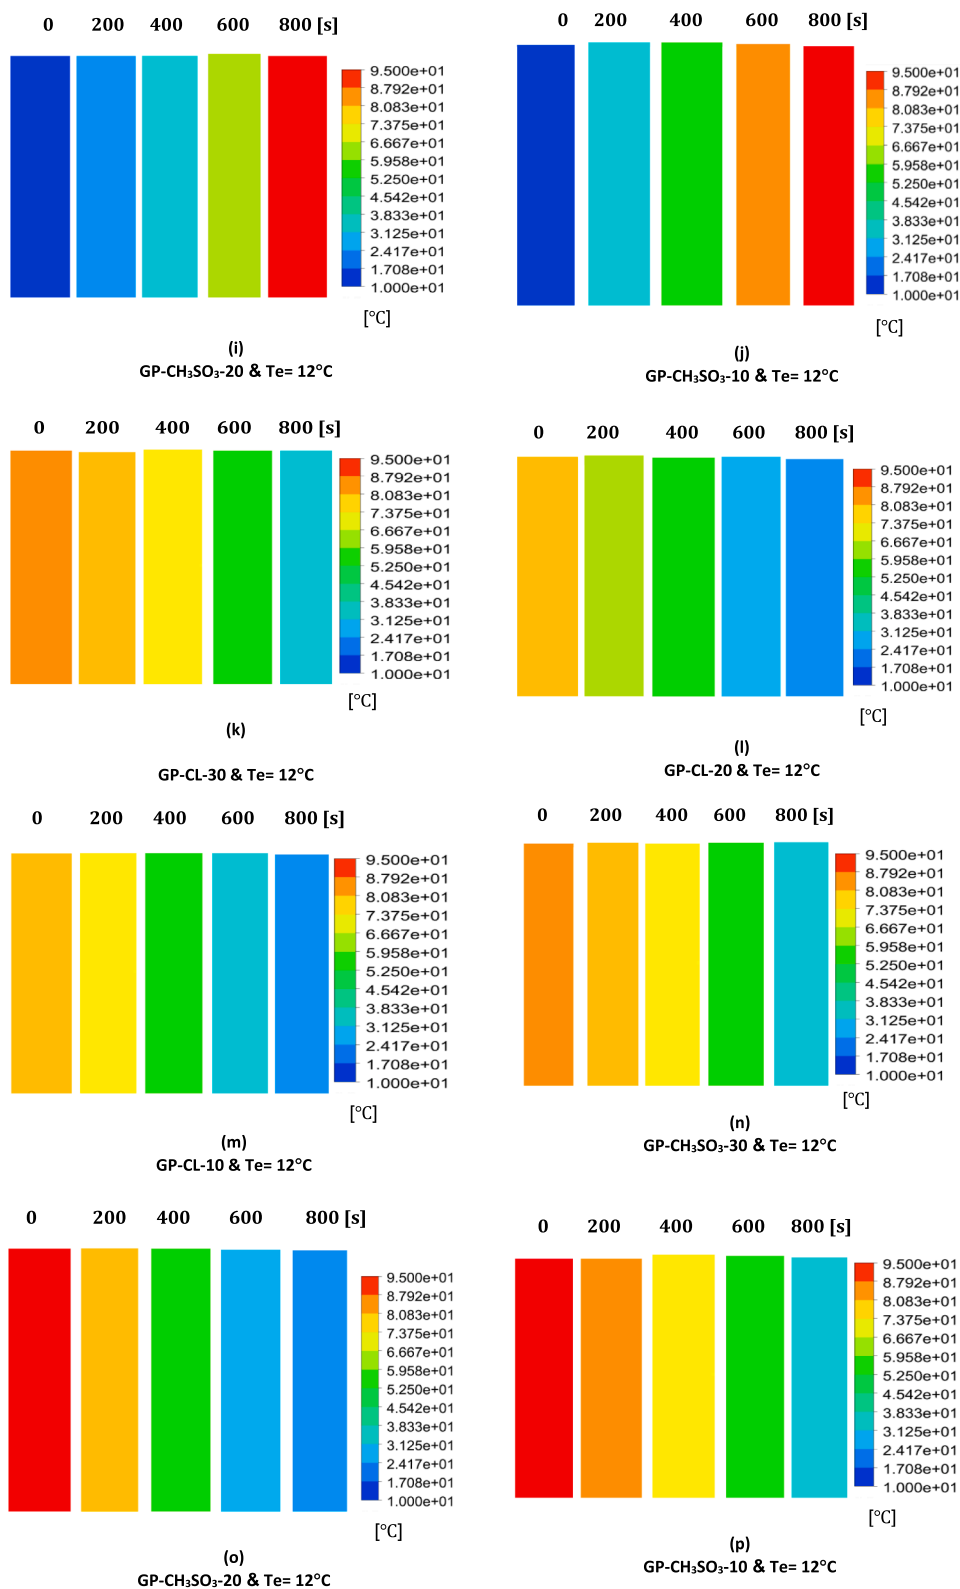 0 200 400 600 800 [s]
9.500e+01
8.792e+01
8.083e+01
7.375e+01
6.667e+01
5.958e+01
5.250e+01
4.542e+01
3.833e+01
3.125e+01
2.417e+01
1.708e+01
1.000e+01
[°C]
(i)
GP-CH₃SO₃-20 & Te= 12°C
0 200 400 600 800 [s]
9.500e+01
8.792e+01
8.083e+01
7.375e+01
6.667e+01
5.958e+01
5.250e+01
4.542e+01
3.833e+01
3.125e+01
2.417e+01
1.708e+01
1.000e+01
[°C]
(j)
GP-CH₃SO₃-10 & Te= 12°C
0 200 400 600 800 [s]
9.500e+01
8.792e+01
8.083e+01
7.375e+01
6.667e+01
5.958e+01
5.250e+01
4.542e+01
3.833e+01
3.125e+01
2.417e+01
1.708e+01
1.000e+01
[°C]
(k)
GP-CL-30 & Te= 12°C
0 200 400 600 800 [s]
9.500e+01
8.792e+01
8.083e+01
7.375e+01
6.667e+01
5.958e+01
5.250e+01
4.542e+01
3.833e+01
3.125e+01
2.417e+01
1.708e+01
1.000e+01
[°C]
(l)
GP-CL-20 & Te= 12°C
0 200 400 600 800 [s]
9.500e+01
8.792e+01
8.083e+01
7.375e+01
6.667e+01
5.958e+01
5.250e+01
4.542e+01
3.833e+01
3.125e+01
2.417e+01
1.708e+01
1.000e+01
[°C]
(m)
GP-CL-10 & Te= 12°C
0 200 400 600 800 [s]
9.500e+01
8.792e+01
8.083e+01
7.375e+01
6.667e+01
5.958e+01
5.250e+01
4.542e+01
3.833e+01
3.125e+01
2.417e+01
1.708e+01
1.000e+01
[°C]
(n)
GP-CH₃SO₃-30 & Te= 12°C
0 200 400 600 800 [s]
9.500e+01
8.792e+01
8.083e+01
7.375e+01
6.667e+01
5.958e+01
5.250e+01
4.542e+01
3.833e+01
3.125e+01
2.417e+01
1.708e+01
1.000e+01
[°C]
(o)
GP-CH₃SO₃-20 & Te= 12°C
0 200 400 600 800 [s]
9.500e+01
8.792e+01
8.083e+01
7.375e+01
6.667e+01
5.958e+01
5.250e+01
4.542e+01
3.833e+01
3.125e+01
2.417e+01
1.708e+01
1.000e+01
[°C]
(p)
GP-CH₃SO₃-10 & Te= 12°C